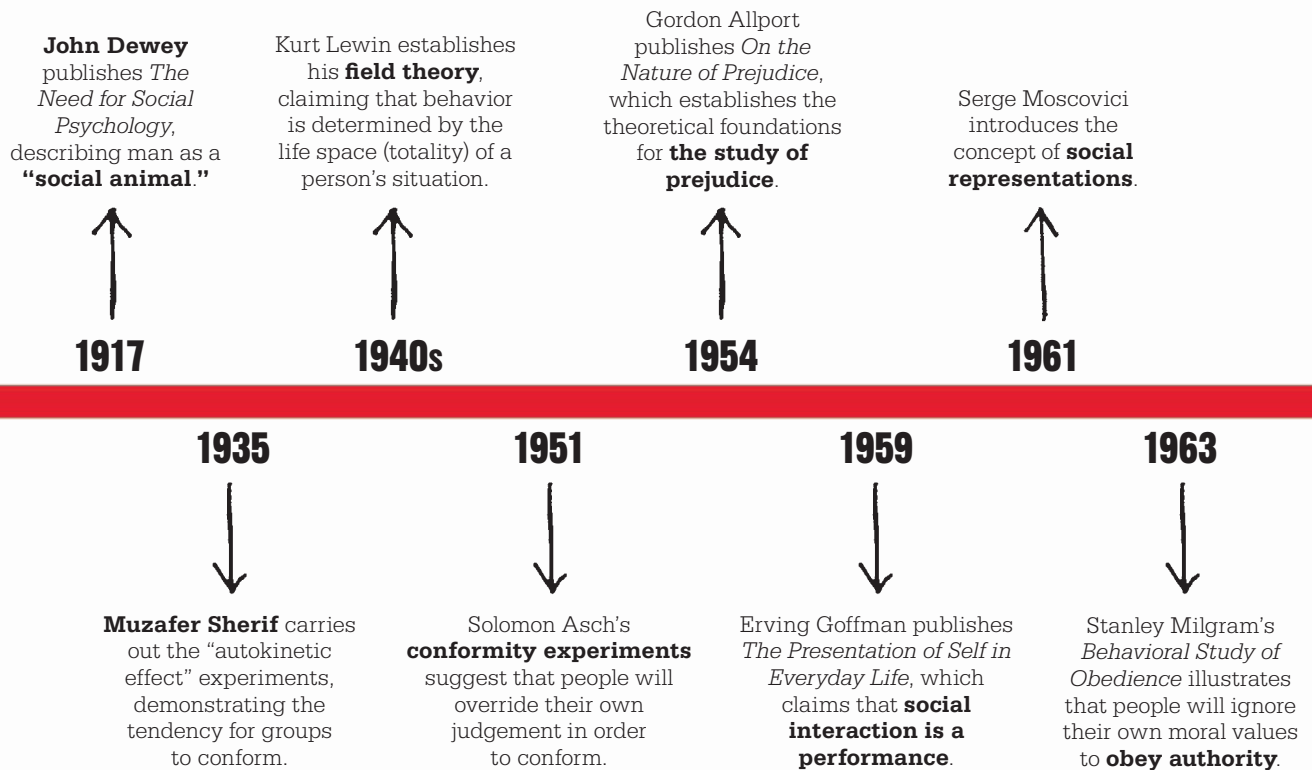 John Dewey
publishes The
Need for Social
Psychology,
describing man as a
“social animal.”
1917
Kurt Lewin establishes
his field theory,
claiming that behavior
is determined by the
life space (totality) of a
person’s situation.
1940s
Gordon Allport
publishes On the
Nature of Prejudice,
which establishes the
theoretical foundations
for the study of
prejudice.
1954
Serge Moscovici
introduces the
concept of social
representations.
1961
1935
Muzafer Sherif carries
out the “autokinetic
effect” experiments,
demonstrating the
tendency for groups
to conform.
1951
Solomon Asch’s
conformity experiments
suggest that people will
override their own
judgement in order
to conform.
1959
Erving Goffman publishes
The Presentation of Self in
Everyday Life, which
claims that social
interaction is a
performance.
1963
Stanley Milgram’s
Behavioral Study of
Obedience illustrates
that people will ignore
their own moral values
to obey authority.